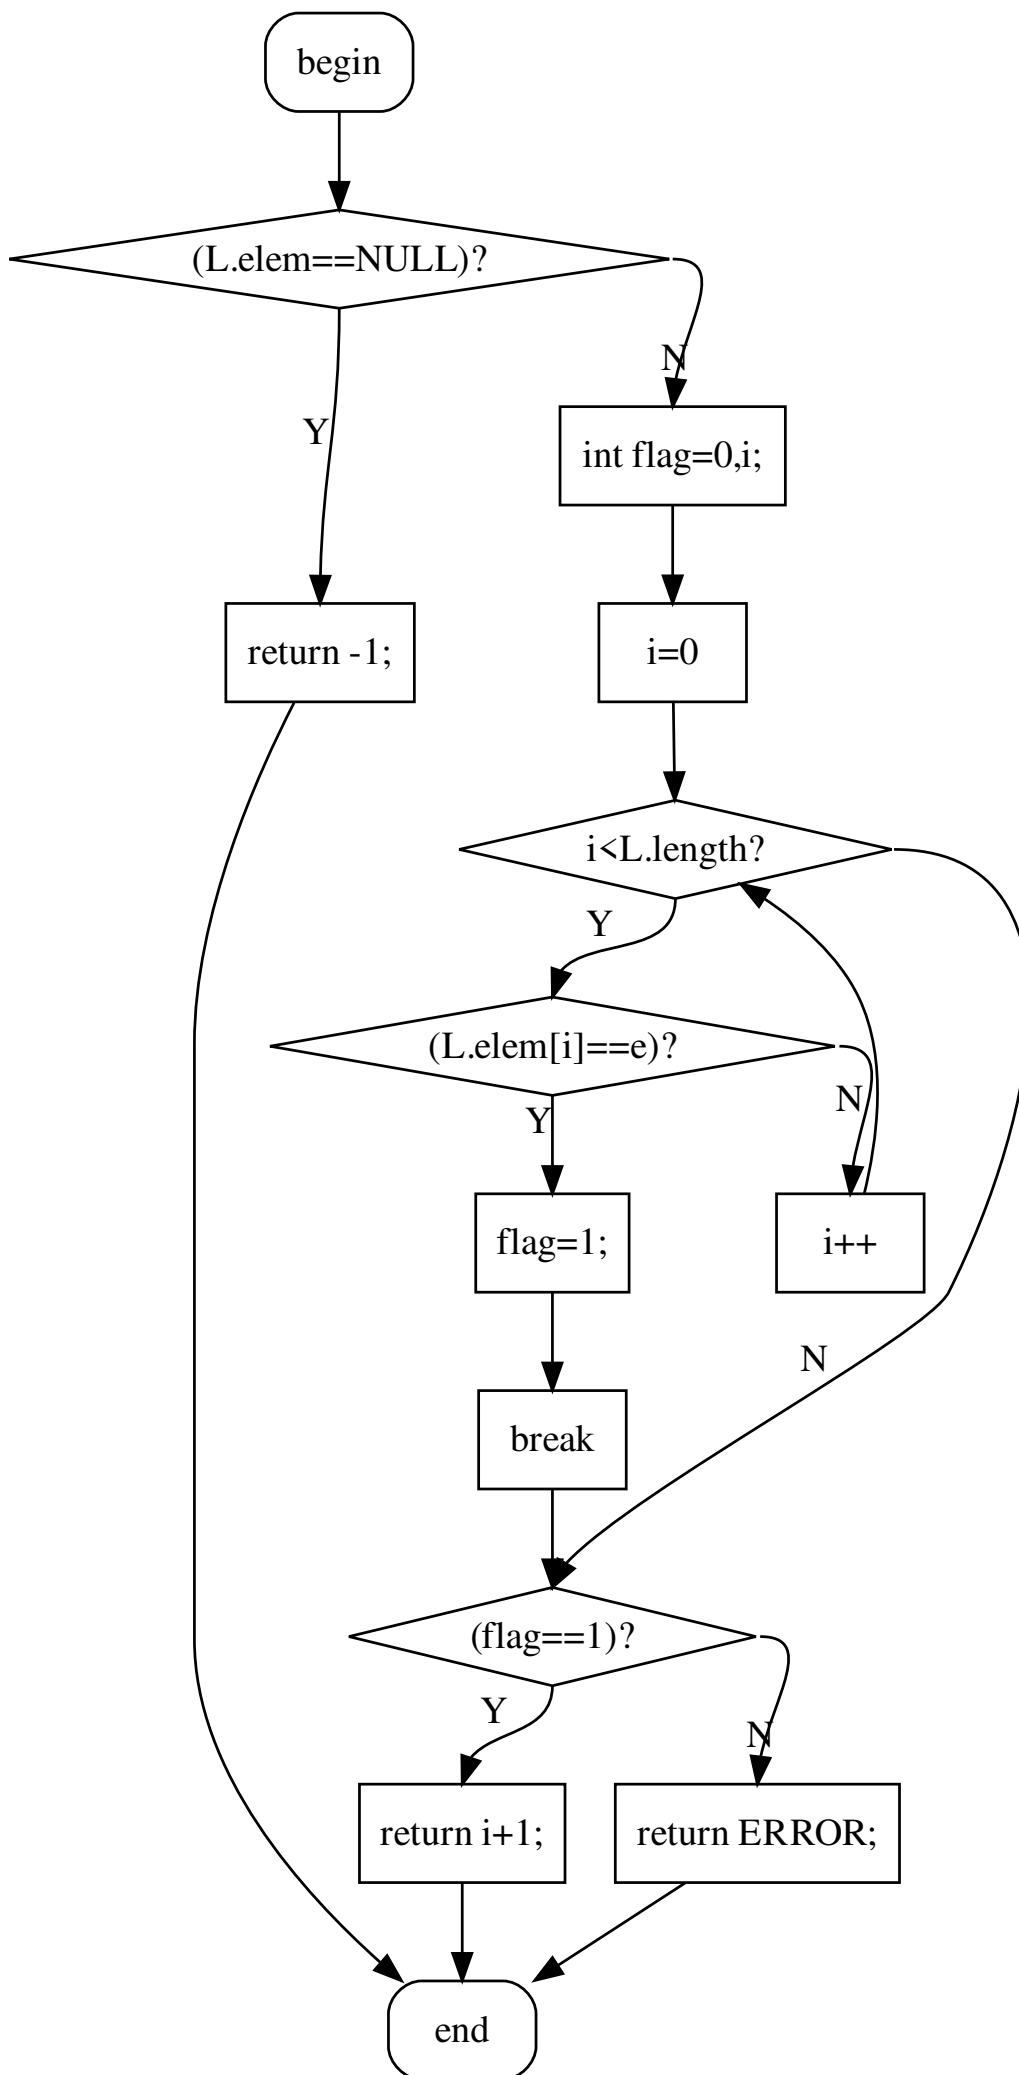 begin
(L.elem==NULL)?
N
Y
int flag=0,i;
return -1;
i=0
i<L.length?
Y
(L.elem[i]==e)?
N
Y
flag=1;
i++
N
break
(flag==1)?
Y
N
return i+1;
return ERROR;
end